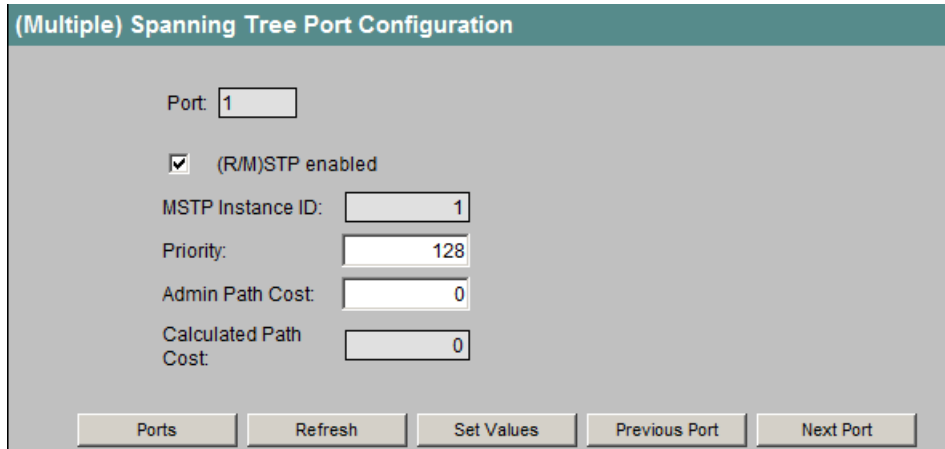 (Multiple) Spanning Tree Port Configuration
Port: 1
(R/M)STP enabled
MSTP Instance ID: 1
Priority: 128
Admin Path Cost: 0
Calculated Path
Cost: 0
Ports Refresh Set Values Previous Port Next Port